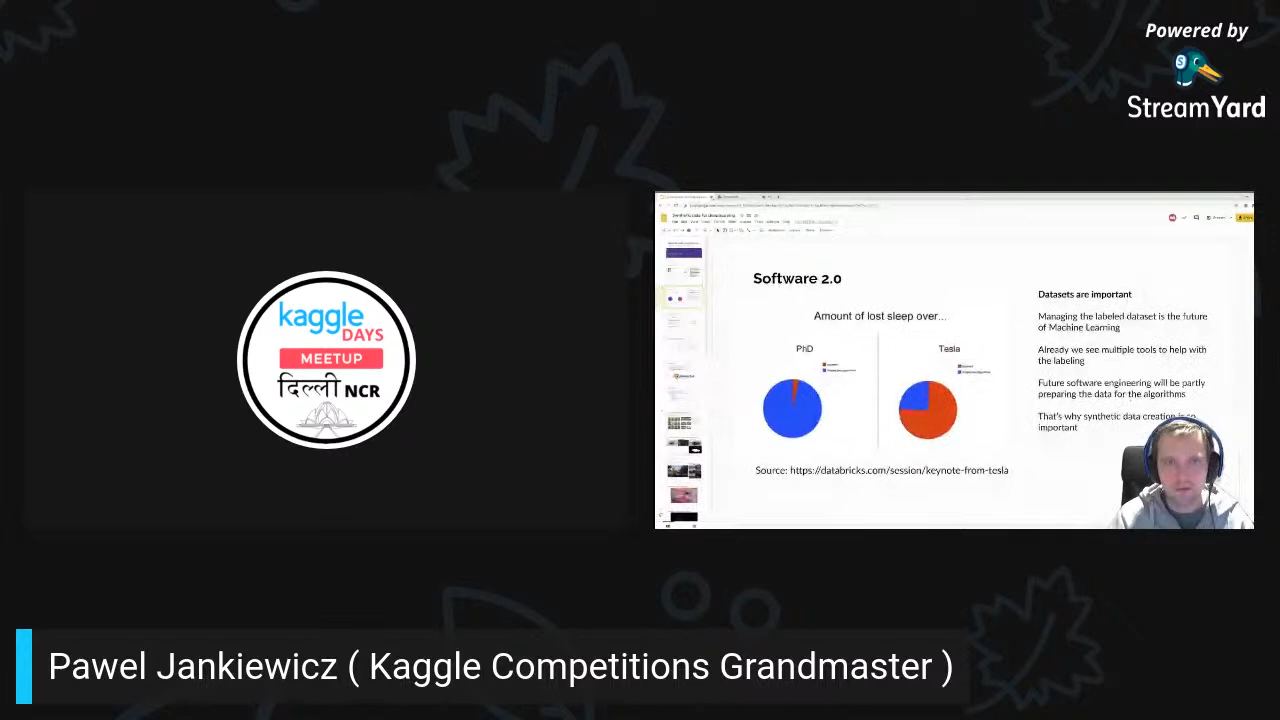 Powered by
StreamYard
kaggle
DAYS
MEETUP
दिल्ली NCR
Software 2.0
Amount of lost sleep over...
PhD
Tesla
Datasets are important
Managing the labeled dataset is the future
of Machine Learning
Already we see multiple tools to help with
the labeling
Future software engineering will be partly
preparing the data for the algorithms
That's why synthetic data creation is so
important
Source: https://databricks.com/session/keynote-from-tesla
Pawel Jankiewicz ( Kaggle Competitions Grandmaster )